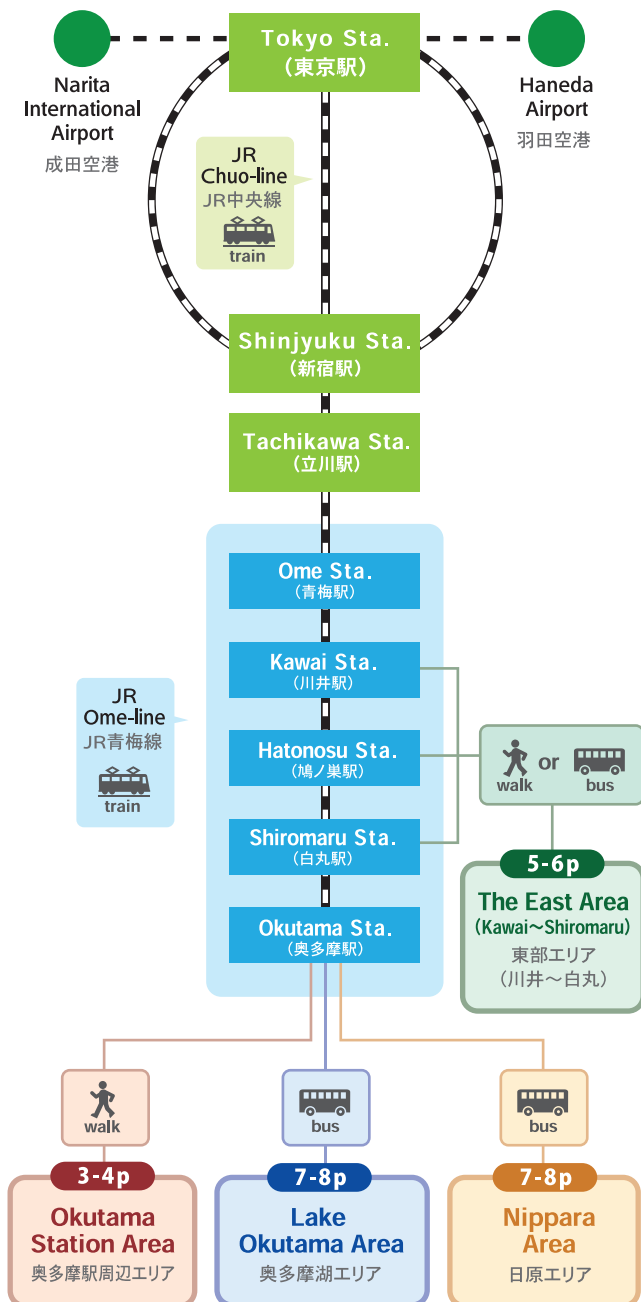 Tokyo Sta.
(東京駅)
Narita
International
Airport
成田空港
Haneda
Airport
羽田空港
JR
Chuo-line
JR中央線
train
Shinjyuku Sta.
(新宿駅)
Tachikawa Sta.
(立川駅)
Ome Sta.
(青梅駅)
Kawai Sta.
(川井駅)
JR
Ome-line
JR青梅線
train
Hatonosu Sta.
(鳩ノ巣駅)
walk or bus
Shiromaru Sta.
(白丸駅)
Okutama Sta.
(奥多摩駅)
5-6p
The East Area
(Kawai～Shiromaru)
東部エリア
(川井～白丸)
walk
bus
bus
3-4p
Okutama
Station Area
奥多摩駅周辺エリア
7-8p
Lake
Okutama Area
奥多摩湖エリア
7-8p
Nippara
Area
日原エリア